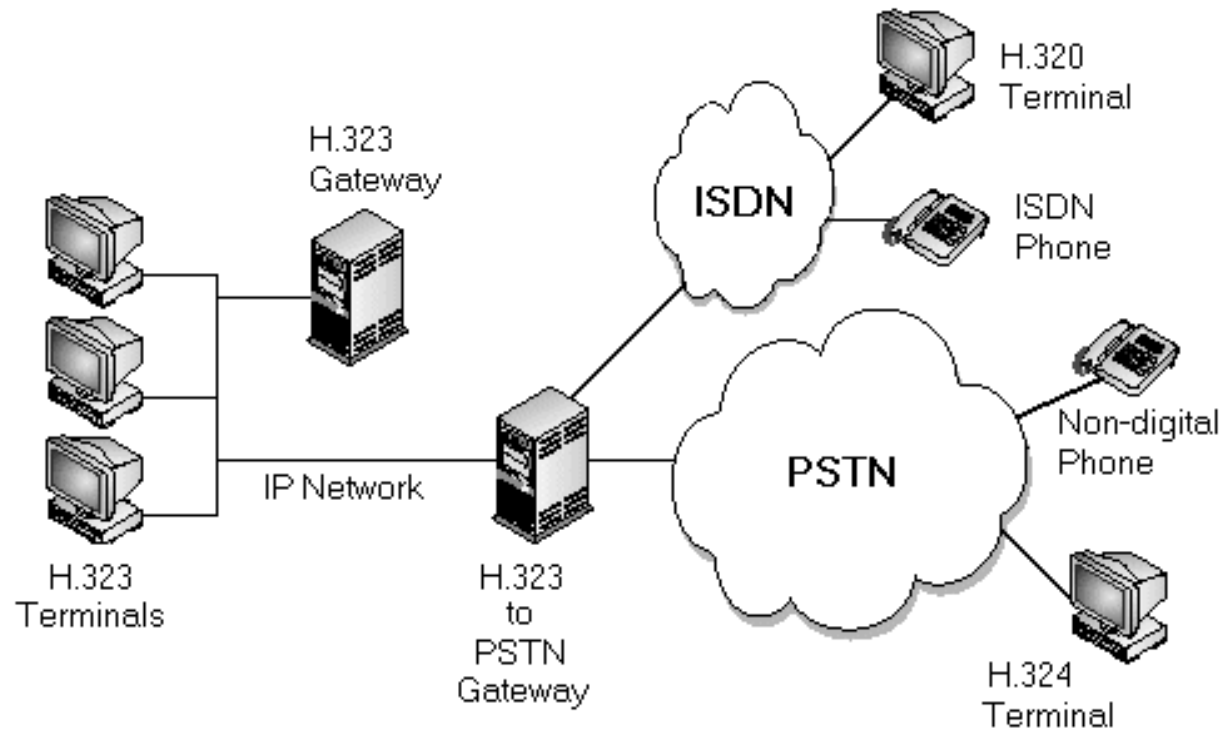 H.320
Terminal
H.323
Gateway
ISDN
ISDN
Phone
IP Network
PSTN
Non-digital
Phone
H.323
Terminals
H.323
to
PSTN
Gateway
H.324
Terminal